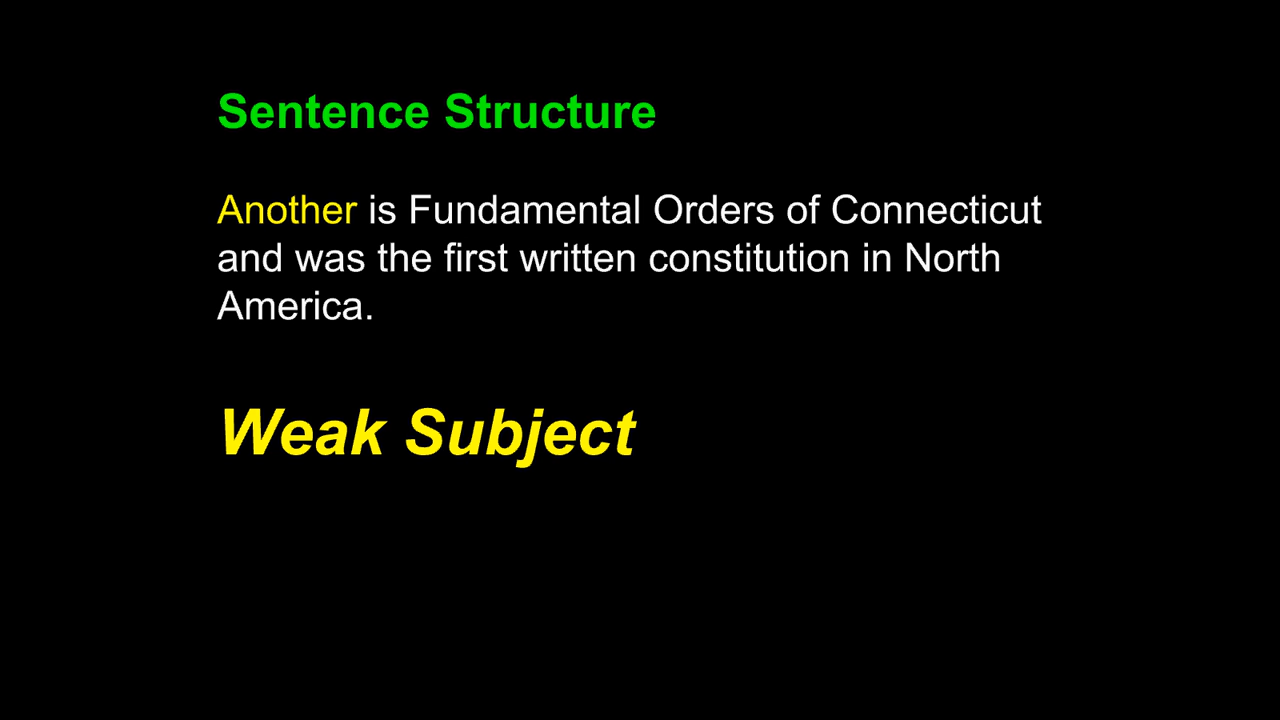 Sentence Structure
Another is Fundamental Orders of Connecticut
and was the first written constitution in North
America.
Weak Subject